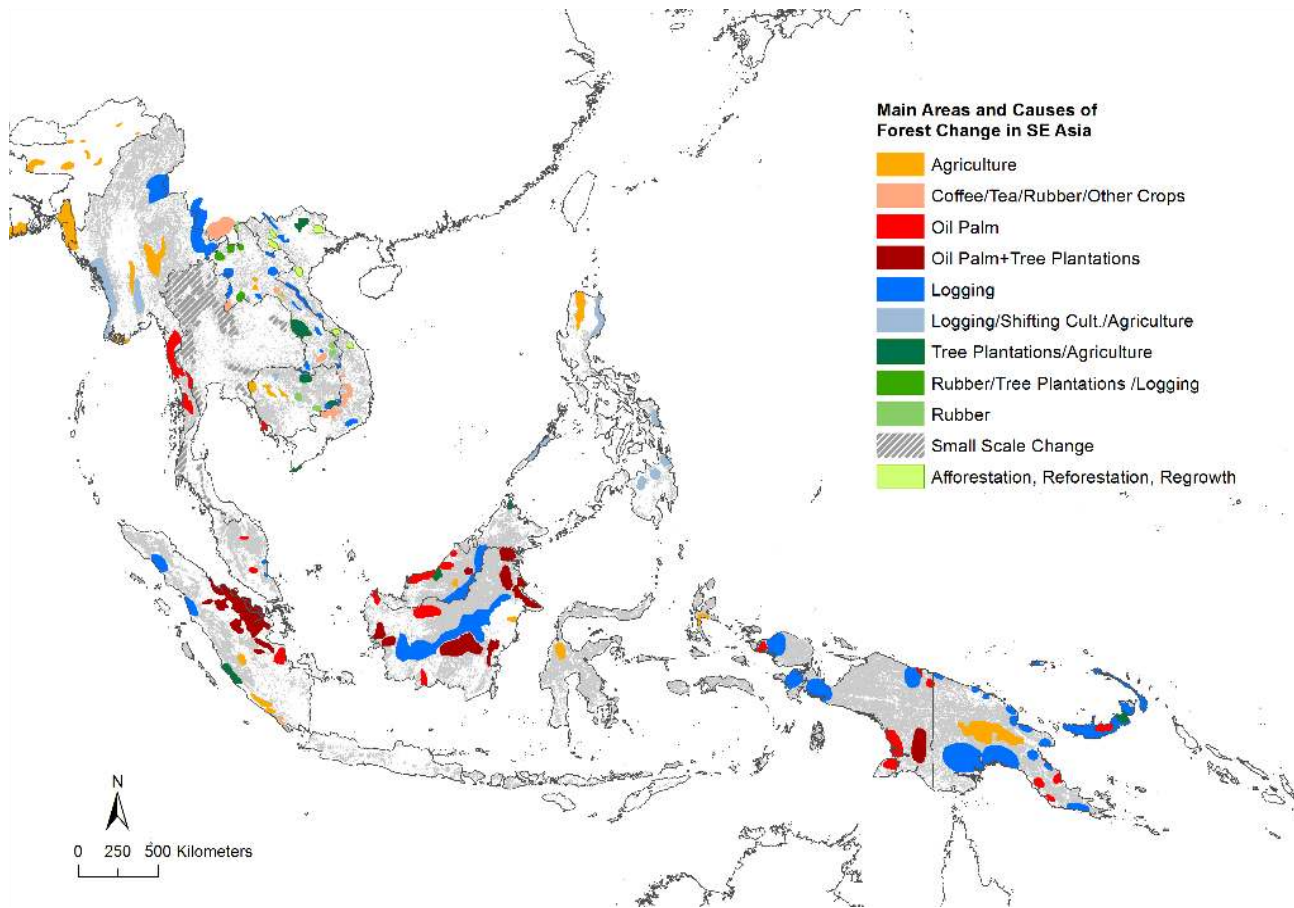 Main Areas and Causes of
Forest Change in SE Asia
Agriculture
Coffee/Tea/Rubber/Other Crops
Oil Palm
Oil Palm+Tree Plantations
Logging
Logging/Shifting Cult./Agriculture
Tree Plantations/Agriculture
Rubber/Tree Plantations /Logging
Rubber
Small Scale Change
Afforestation, Reforestation, Regrowth
N
0 250 500 Kilometers